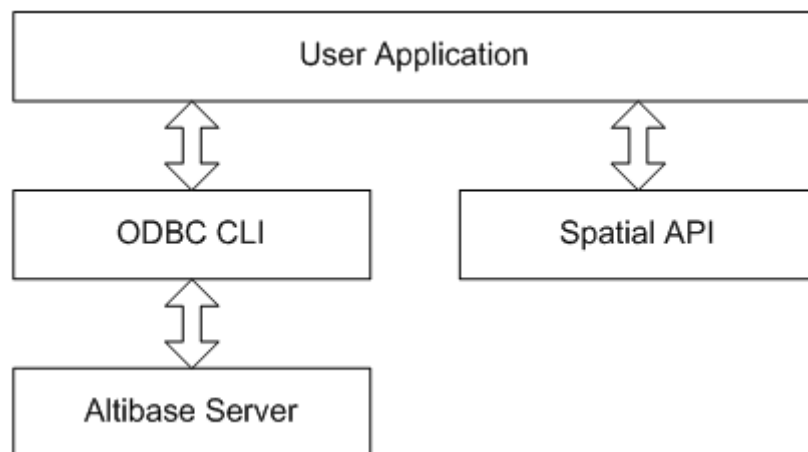 User Application
ODBC CLI
Spatial API
Altibase Server